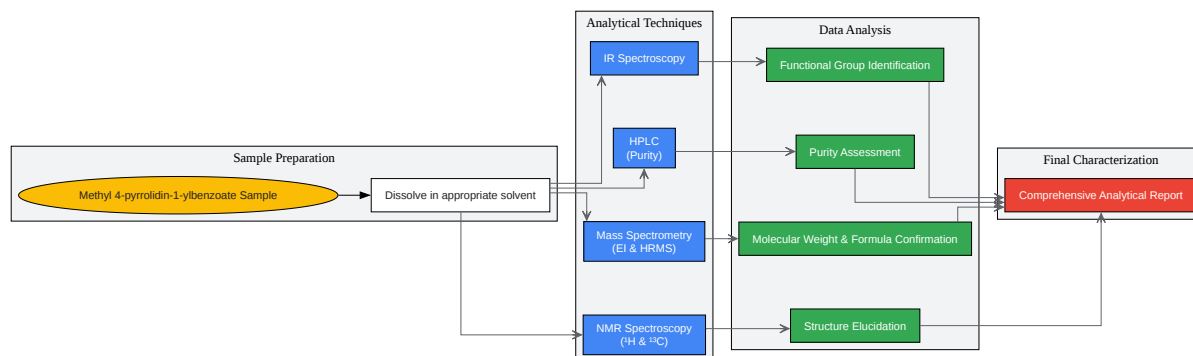 Sample Preparation
Methyl 4-pyrrolidin-1-ylbenzoate Sample
Dissolve in appropriate solvent
Analytical Techniques
IR Spectroscopy
HPLC
(Purity)
Mass Spectrometry
(EI & HRMS)
NMR Spectroscopy
(¹H & ¹³C)
Data Analysis
Functional Group Identification
Purity Assessment
Molecular Weight & Formula Confirmation
Structure Elucidation
Final Characterization
Comprehensive Analytical Report